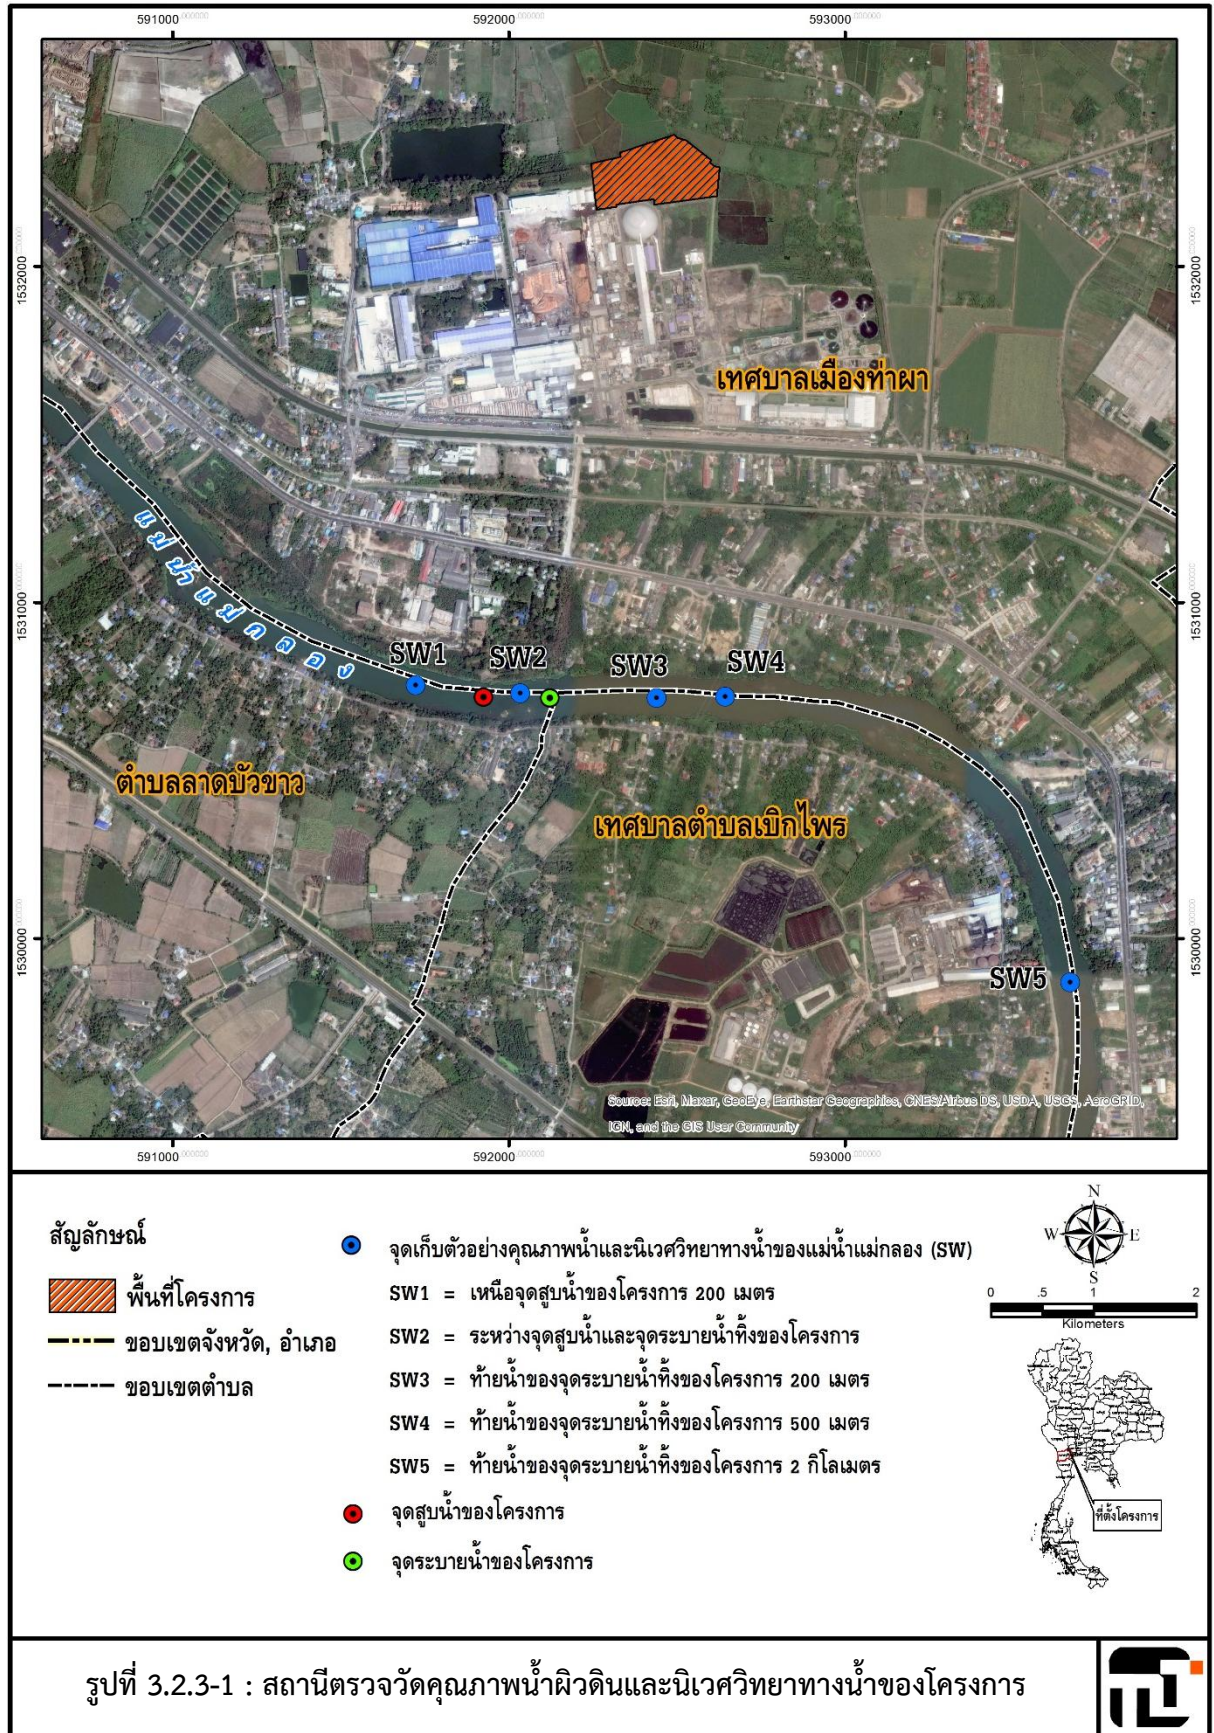 591000.000000 592000.000000 593000.000000
1532000.000000
1532000.000000
เทศบาลเมืองท่าผา
แม่น้ำแม่กลอง
1531000.000000
1531000.000000
SW1 SW2 SW3 SW4
ตำบลลาดบัวขาว
เทศบาลตำบลเบิกไพร
1530000.000000
1530000.000000
SW5
Source: Esri, Maxar, GeoEye, Earthstar Geographics, CNES/Airbus DS, USDA, USGS, AeroGRID,
IGN, and the GIS User Community
591000.000000 592000.000000 593000.000000
สัญลักษณ์
พื้นที่โครงการ
ขอบเขตจังหวัด, อำเภอ
ขอบเขตตำบล
จุดเก็บตัวอย่างคุณภาพน้ำและนิเวศวิทยาทางน้ำของแม่น้ำแม่กลอง (SW)
SW1 = เหนือจุดสูบน้ำของโครงการ 200 เมตร
SW2 = ระหว่างจุดสูบน้ำและจุดระบายน้ำทิ้งของโครงการ
SW3 = ท้ายน้ำของจุดระบายน้ำทิ้งของโครงการ 200 เมตร
SW4 = ท้ายน้ำของจุดระบายน้ำทิ้งของโครงการ 500 เมตร
SW5 = ท้ายน้ำของจุดระบายน้ำทิ้งของโครงการ 2 กิโลเมตร
จุดสูบน้ำของโครงการ
จุดระบายน้ำของโครงการ
N
W E
S
0 .5 1 2
Kilometers
ที่ตั้งโครงการ
รูปที่ 3.2.3-1 : สถานีตรวจวัดคุณภาพน้ำผิวดินและนิเวศวิทยาทางน้ำของโครงการ